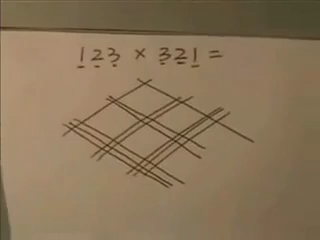 123 × 321 =